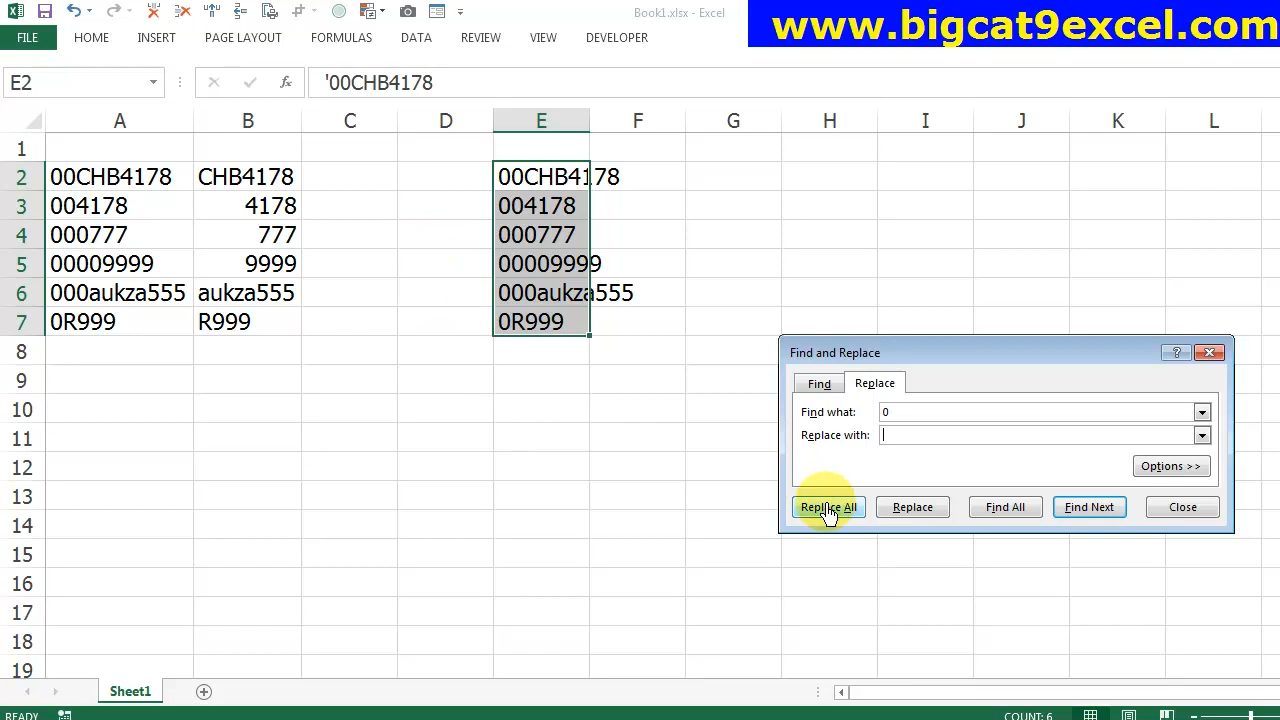 Book1.xlsx - Excel
www.bigcat9excel.com
FILE HOME INSERT PAGE LAYOUT FORMULAS DATA REVIEW VIEW DEVELOPER
E2 fx '00CHB4178
A B C D E F G H I J K L
1
2 00CHB4178 CHB4178 00CHB4178
3 004178 4178 004178
4 000777 777 000777
5 00009999 9999 00009999
6 000aukza555 aukza555 000aukza555
7 0R999 R999 0R999
8
Find and Replace
9
Find Replace
10
Find what: 0
11
Replace with:
12
Options >>
13
Replace All Replace Find All Find Next Close
14
15
16
17
18
19
Sheet1
READY COUNT: 6